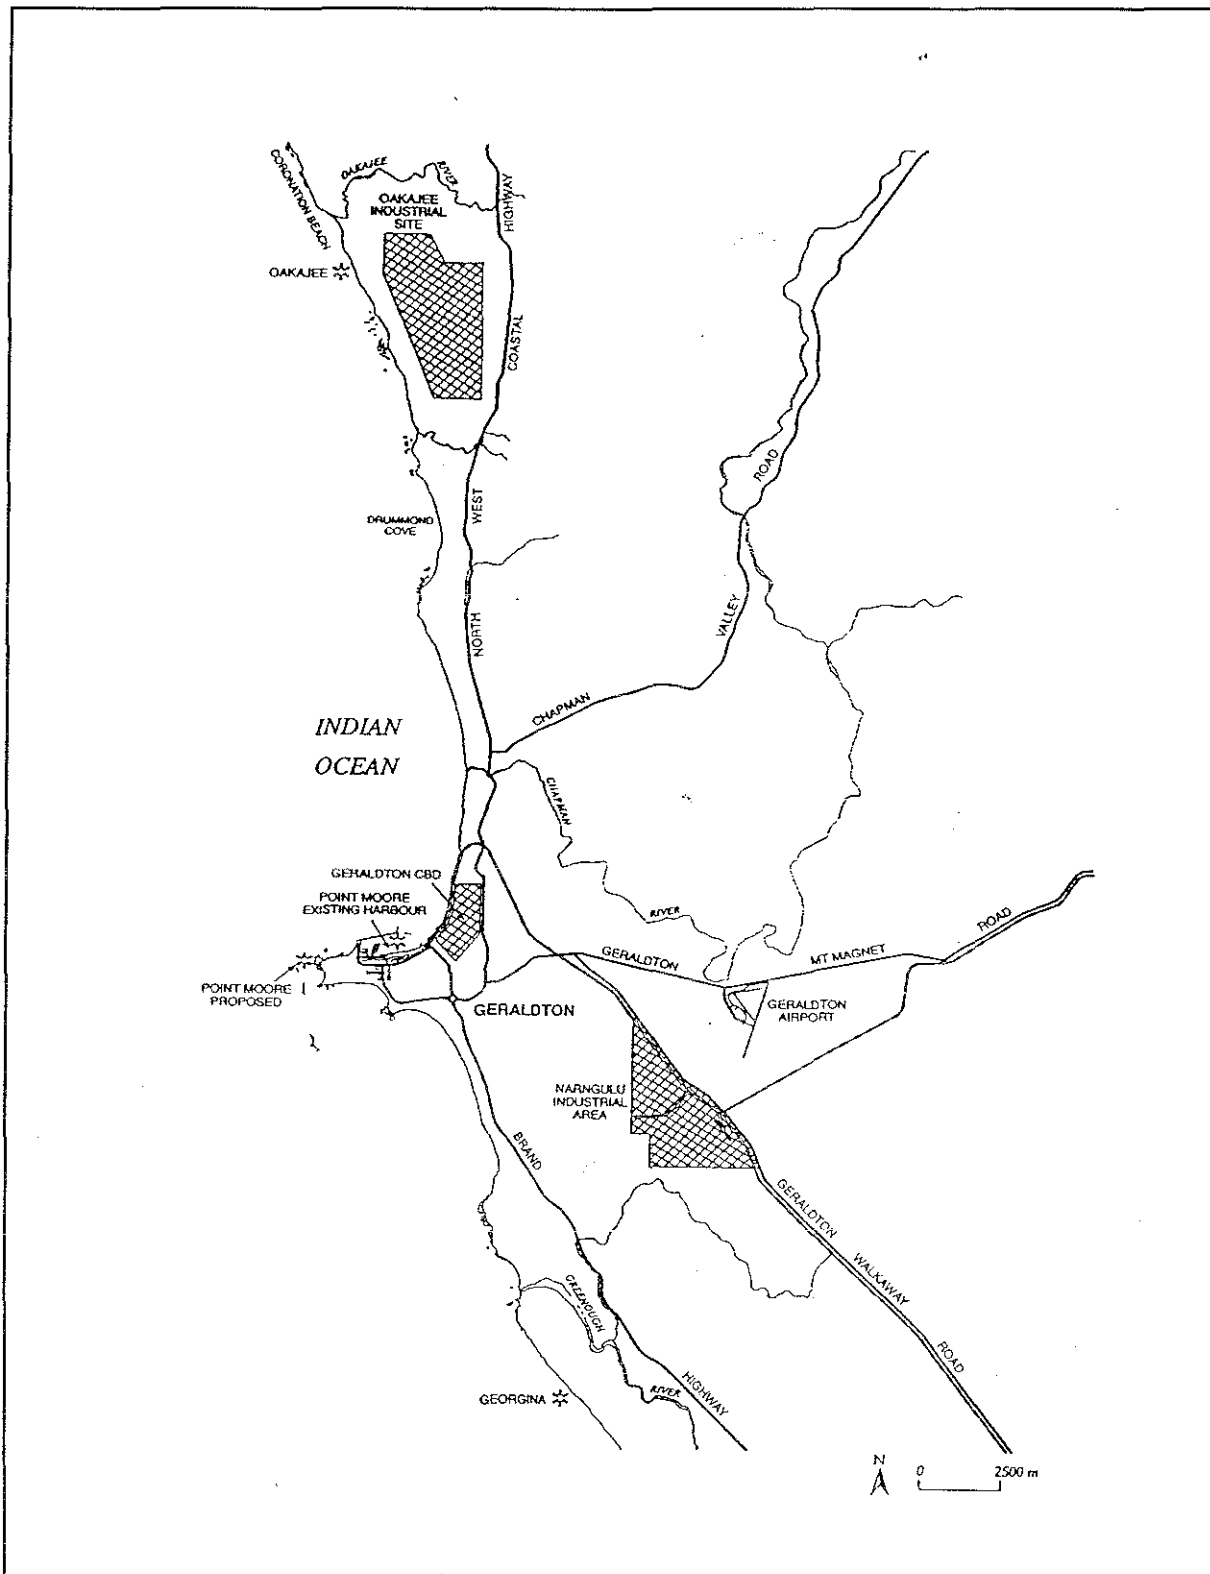 CORONATION BEACH
OAKAJEE
RIVER
HIGHWAY
OAKAJEE
INDUSTRIAL
SITE
OAKAJEE
COASTAL
ROAD
WEST
DRUMMOND
COVE
NORTH
VALLEY
CHAPMAN
INDIAN
OCEAN
CHAPMAN
GERALDTON CBD
POINT MOORE
EXISTING HARBOUR
RIVER
ROAD
GERALDTON
MT MAGNET
POINT MOORE
PROPOSED
GERALDTON
GERALDTON
AIRPORT
NARNGULU
INDUSTRIAL
AREA
BRAND
GERALDTON
WALKAWAY
GREENOUGH
ROAD
RIVER
HIGHWAY
GEORGINA
N
0 2500 m